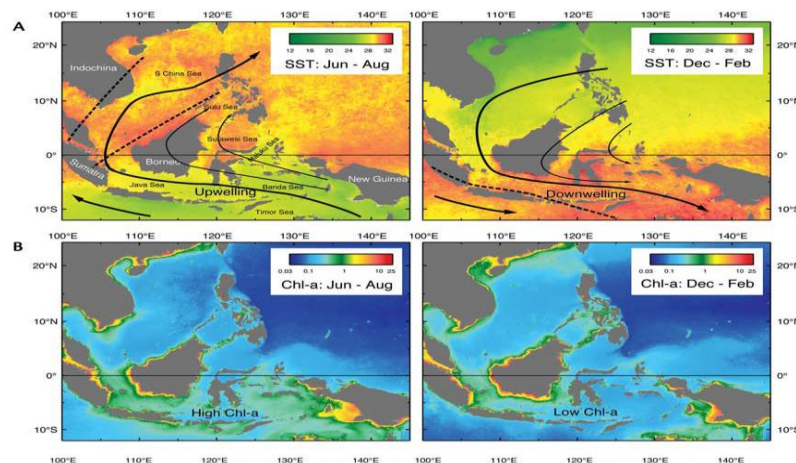 100°E 110°E 120°E 130°E 140°E 100°E 110°E 120°E 130°E 140°E
A
20°N
10°N
0°
10°S
12 16 20 24 28 32
SST: Jun - Aug
Indochina
S China Sea
Sulu Sea
Sulawesi Sea
Maluku Sea
Borneo
Sumatra
New Guinea
Java Sea
Upwelling
Banda Sea
Timor Sea
20°N
10°N
0°
10°S
12 16 20 24 28 32
SST: Dec - Feb
Downwelling
100°E 110°E 120°E 130°E 140°E 100°E 110°E 120°E 130°E 140°E
B
20°N
10°N
0°
10°S
0.03 0.1 1 10 25
Chl-a: Jun - Aug
High Chl-a
20°N
10°N
0°
10°S
0.03 0.1 1 10 25
Chl-a: Dec - Feb
Low Chl-a
100°E 110°E 120°E 130°E 140°E 100°E 110°E 120°E 130°E 140°E